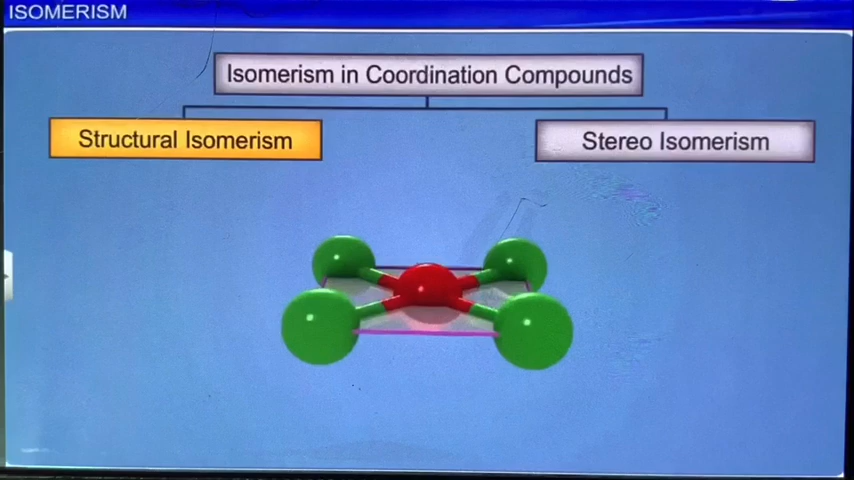 ISOMERISM
Isomerism in Coordination Compounds
Structural Isomerism
Stereo Isomerism